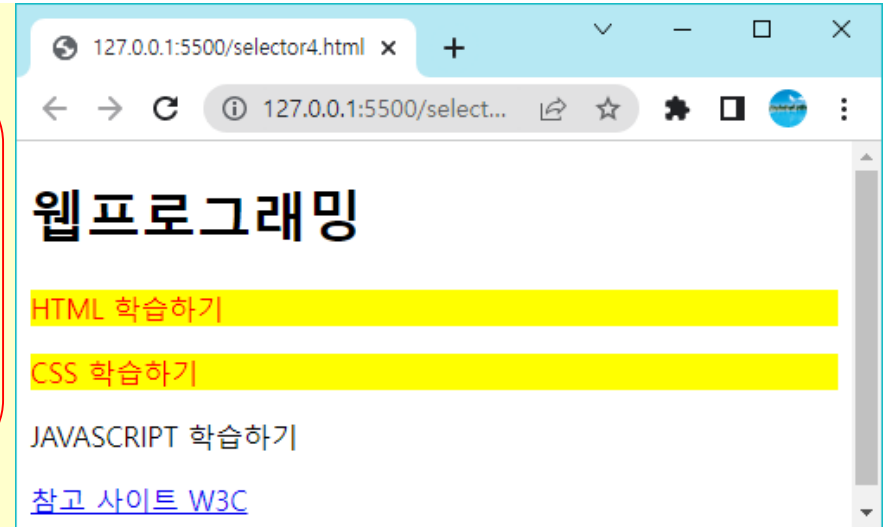 127.0.0.1:5500/selector4.html
127.0.0.1:5500/select...
웹프로그래밍
HTML 학습하기
CSS 학습하기
JAVASCRIPT 학습하기
참고 사이트 W3C